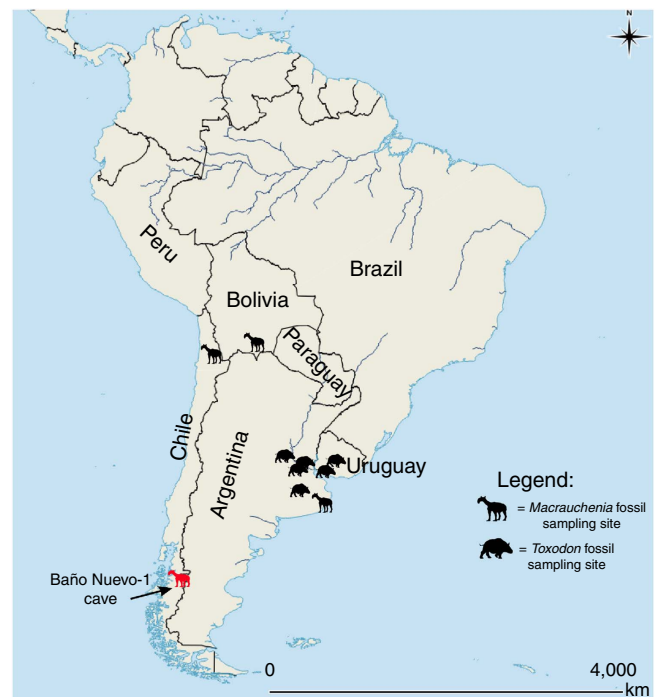 N
Peru
Brazil
Bolivia
Paraguay
Chile
Argentina
Uruguay
Legend:
= Macrauchenia fossil
sampling site
= Toxodon fossil
sampling site
Baño Nuevo-1
cave
0
4,000
km